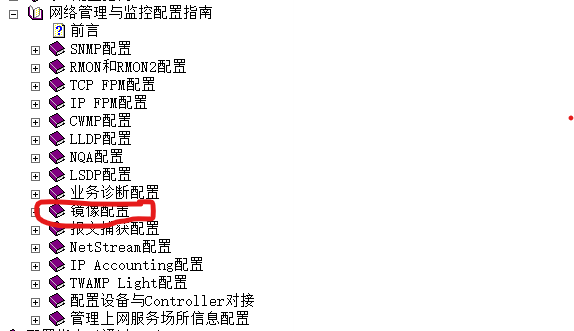 网络管理与监控配置指南
前言
SNMP配置
RMON和RMON2配置
TCP FPM配置
IP FPM配置
CWMP配置
LLDP配置
NQA配置
LSDP配置
业务诊断配置
镜像配置
报文捕获配置
NetStream配置
IP Accounting配置
TWAMP Light配置
配置设备与Controller对接
管理上网服务场所信息配置